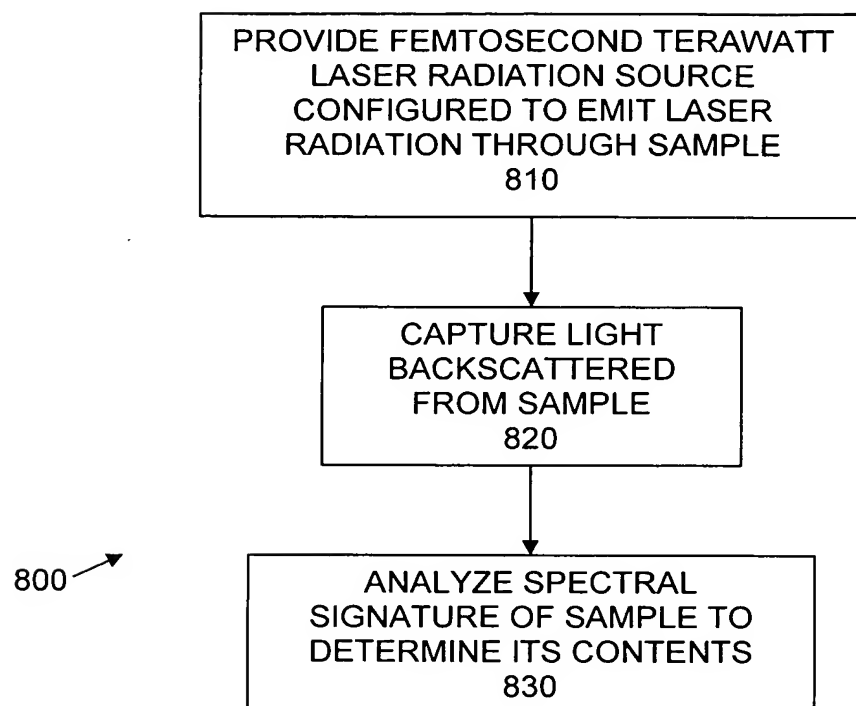 PROVIDE FEMTOSECOND TERAWATT
LASER RADIATION SOURCE
CONFIGURED TO EMIT LASER
RADIATION THROUGH SAMPLE
810
CAPTURE LIGHT
BACKSCATTERED
FROM SAMPLE
820
800
ANALYZE SPECTRAL
SIGNATURE OF SAMPLE TO
DETERMINE ITS CONTENTS
830